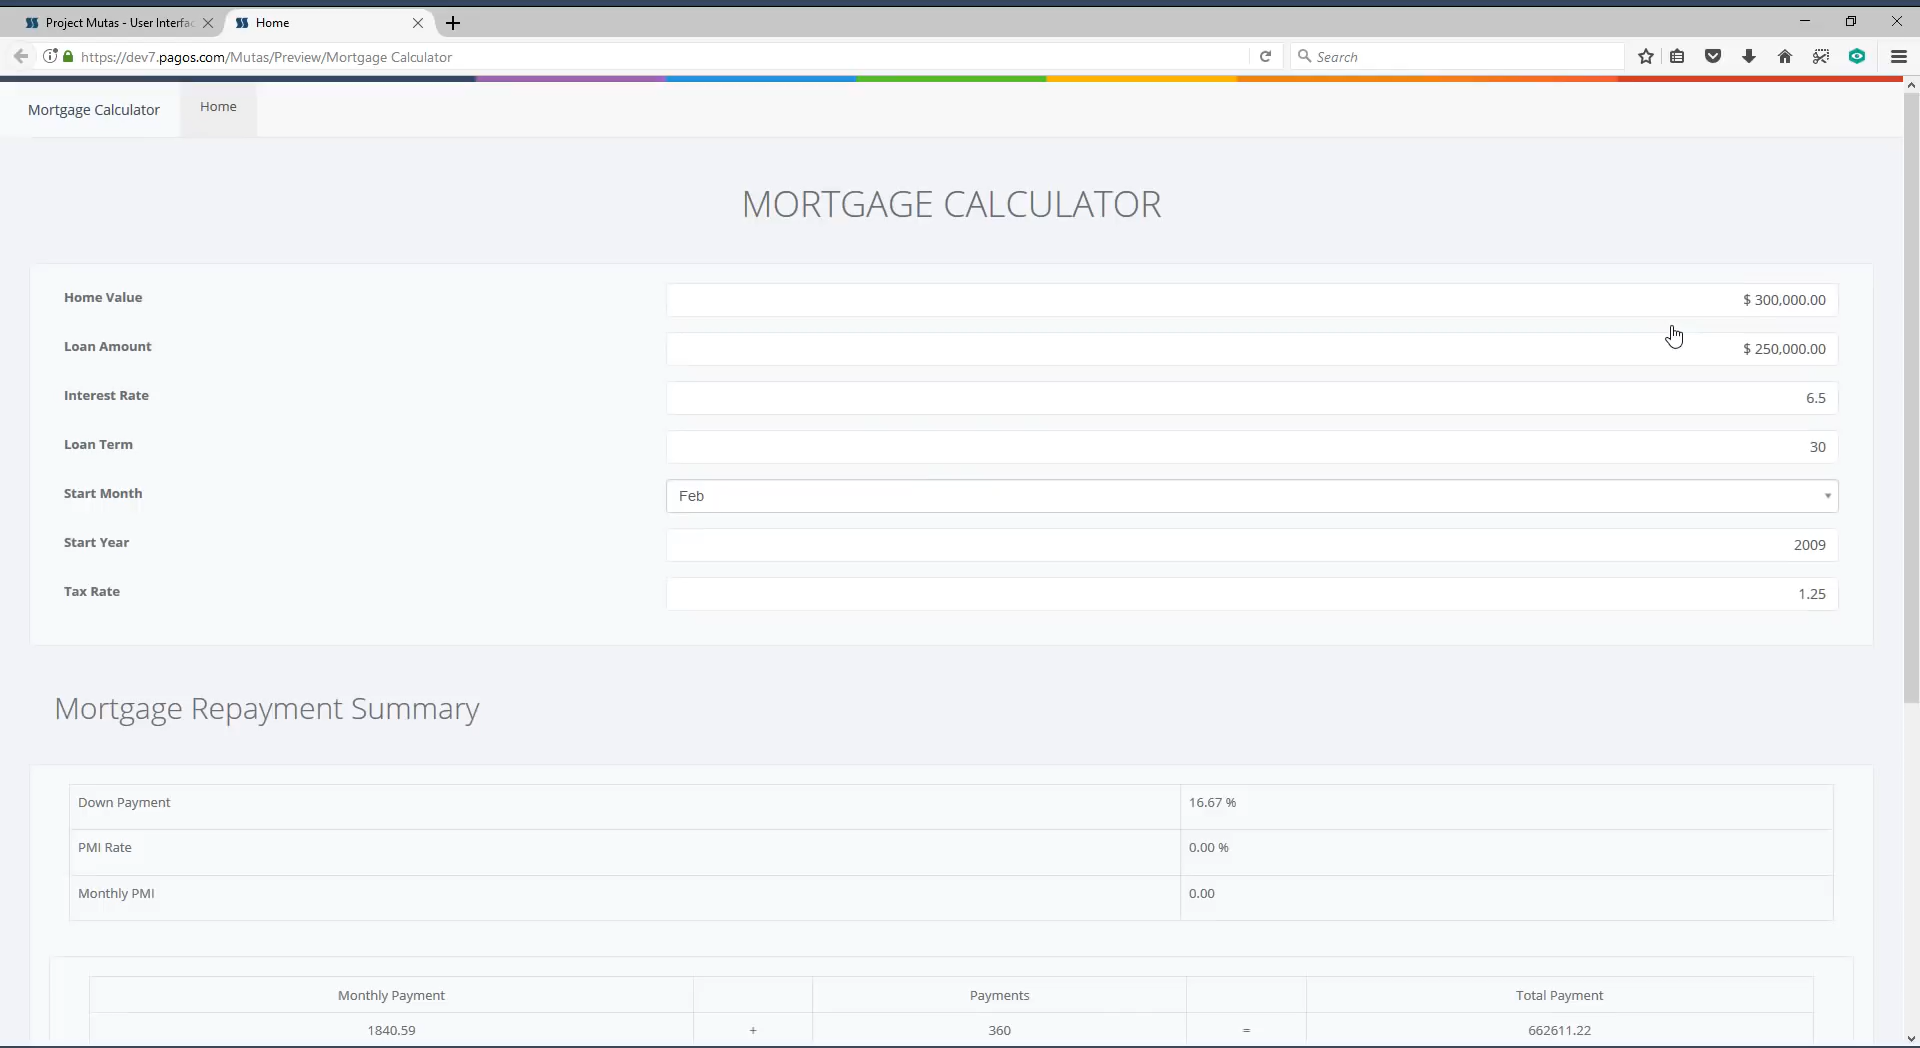 Project Mutas - User Interfac
Home
https://dev7.pagos.com/Mutas/Preview/Mortgage Calculator
Search
Mortgage Calculator
Home
MORTGAGE CALCULATOR
Home Value
$ 300,000.00
Loan Amount
$ 250,000.00
Interest Rate
6.5
Loan Term
30
Start Month
Feb
Start Year
2009
Tax Rate
1.25
Mortgage Repayment Summary
Down Payment
16.67 %
PMI Rate
0.00 %
Monthly PMI
0.00
Monthly Payment
Payments
Total Payment
1840.59
+
360
=
662611.22